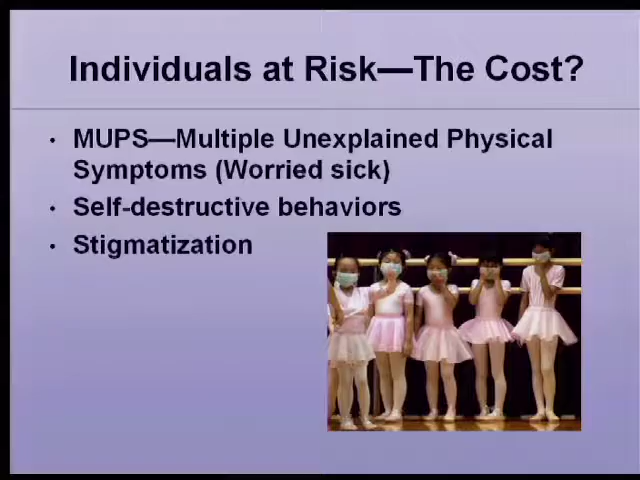 Individuals at Risk—The Cost?
• MUPS—Multiple Unexplained Physical
Symptoms (Worried sick)
• Self-destructive behaviors
• Stigmatization